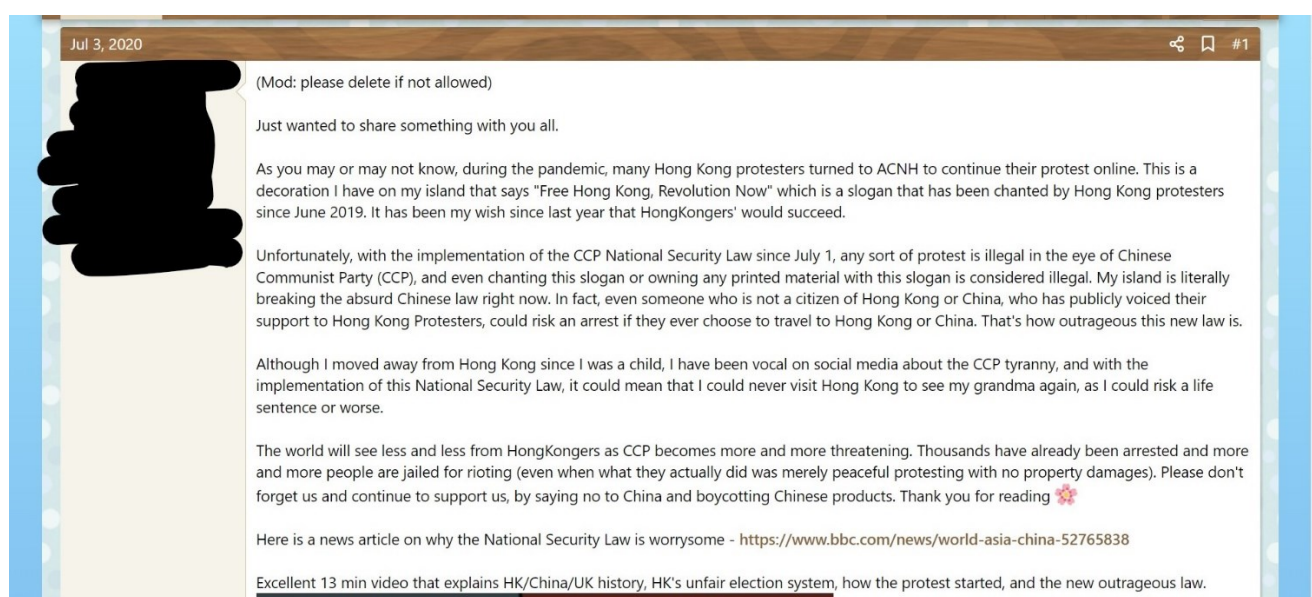 Jul 3, 2020
#1
(Mod: please delete if not allowed)
Just wanted to share something with you all.
As you may or may not know, during the pandemic, many Hong Kong protesters turned to ACNH to continue their protest online. This is a
decoration I have on my island that says "Free Hong Kong, Revolution Now" which is a slogan that has been chanted by Hong Kong protesters
since June 2019. It has been my wish since last year that HongKongers' would succeed.
Unfortunately, with the implementation of the CCP National Security Law since July 1, any sort of protest is illegal in the eye of Chinese
Communist Party (CCP), and even chanting this slogan or owning any printed material with this slogan is considered illegal. My island is literally
breaking the absurd Chinese law right now. In fact, even someone who is not a citizen of Hong Kong or China, who has publicly voiced their
support to Hong Kong Protesters, could risk an arrest if they ever choose to travel to Hong Kong or China. That's how outrageous this new law is.
Although I moved away from Hong Kong since I was a child, I have been vocal on social media about the CCP tyranny, and with the
implementation of this National Security Law, it could mean that I could never visit Hong Kong to see my grandma again, as I could risk a life
sentence or worse.
The world will see less and less from HongKongers as CCP becomes more and more threatening. Thousands have already been arrested and more
and more people are jailed for rioting (even when what they actually did was merely peaceful protesting with no property damages). Please don't
forget us and continue to support us, by saying no to China and boycotting Chinese products. Thank you for reading 🌸
Here is a news article on why the National Security Law is worrysome - https://www.bbc.com/news/world-asia-china-52765838
Excellent 13 min video that explains HK/China/UK history, HK's unfair election system, how the protest started, and the new outrageous law.